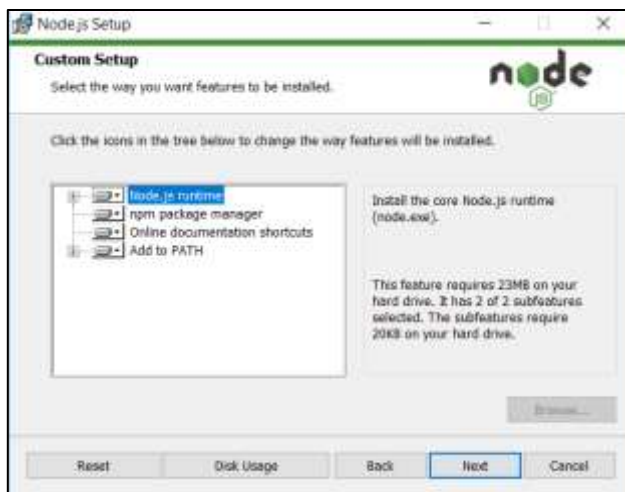 Node.js Setup
Custom Setup
Select the way you want features to be installed.
node
JS
Click the icons in the tree below to change the way features will be installed.
Node.js runtime
npm package manager
Online documentation shortcuts
Add to PATH
Install the core Node.js runtime
(node.exe).
This feature requires 23MB on your
hard drive. It has 2 of 2 subfeatures
selected. The subfeatures require
20KB on your hard drive.
Browse...
Reset
Disk Usage
Back
Next
Cancel